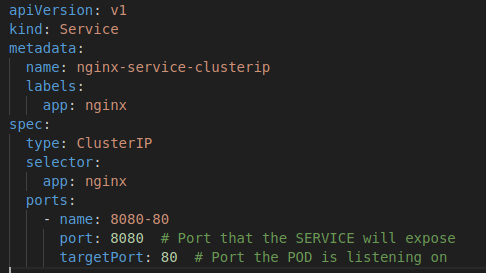 apiVersion: v1
kind: Service
metadata:
  name: nginx-service-clusterip
  labels:
    app: nginx
spec:
  type: ClusterIP
  selector:
    app: nginx
  ports:
    - name: 8080-80
      port: 8080  # Port that the SERVICE will expose
      targetPort: 80  # Port the POD is listening on